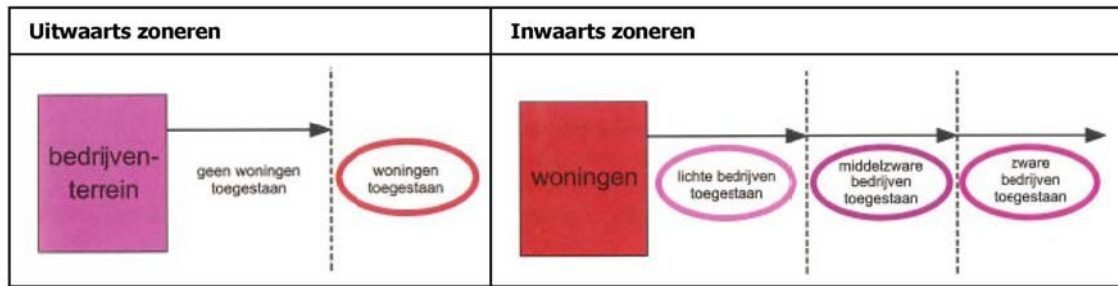 Uitwaarts zoneren
Inwaarts zoneren
bedrijven-
terrein
geen woningen
toegestaan
woningen
toegestaan
woningen
lichte bedrijven
toegestaan
middelzware
bedrijven
toegestaan
zware
bedrijven
toegestaan